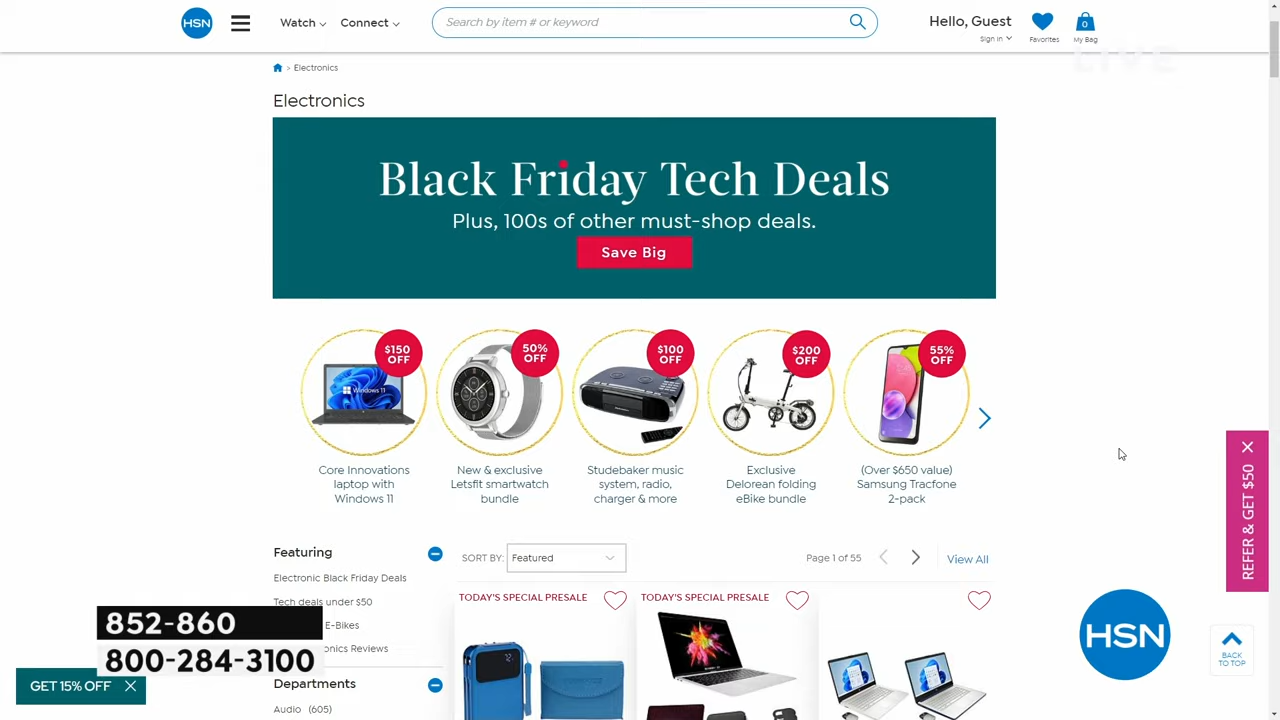 HSN
Watch
Connect
Search by item # or keyword
Hello, Guest
Sign In
Favorites
0
My Bag
LIVE
> Electronics
Electronics
Black Friday Tech Deals
Plus, 100s of other must-shop deals.
Save Big
$150 OFF
50% OFF
$100 OFF
$200 OFF
55% OFF
Windows 11
Core Innovations
laptop with
Windows 11
New & exclusive
Letsfit smartwatch
bundle
Studebaker music
system, radio,
charger & more
Exclusive
Delorean folding
eBike bundle
(Over $650 value)
Samsung Tracfone
2-pack
REFER & GET $50
Featuring
SORT BY:
Featured
Page 1 of 55
View All
Electronic Black Friday Deals
Tech deals under $50
E-Bikes
onics Reviews
TODAY'S SPECIAL PRESALE
TODAY'S SPECIAL PRESALE
852-860
800-284-3100
GET 15% OFF
Departments
Audio (605)
HSN
BACK
TO TOP